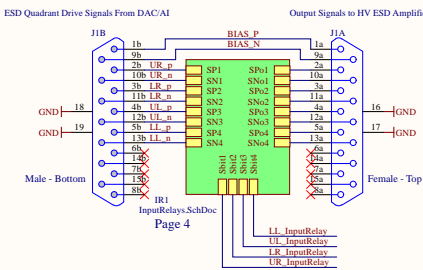 ESD Quadrant Drive Signals From DAC/AI
Output Signals to HV ESD Amplifi
J1B
BIAS_P
BIAS_N
J1A
1b
1a
9b
9a
2b UR_p SP1 SPo1 2a
10b UR_n SN1 SNo1 10a
3b LR_p SP2 SPo2 3a
11b LR_n SN2 SNo2 11a
GND 18 4b UL_p SP3 SPo3 4a 16 GND
12b UL_n SN3 SNo3 12a
GND 19 5b LL_p SP4 SPo4 5a 17 GND
13b LL_n SN4 SNo4 13a
6b 6a
14b 14a
7b 7a
15b 15a
8b 8a
Sbit1
Sbit2
Sbit3
Sbit4
Male - Bottom
Female - Top
IR1
InputRelays.SchDoc
Page 4
LL_InputRelay
UL_InputRelay
LR_InputRelay
UR_InputRelay